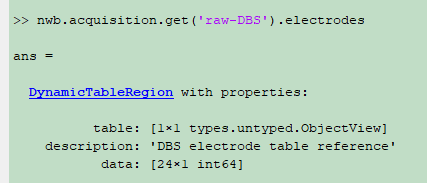 >> nwb.acquisition.get('raw-DBS').electrodes
ans =
DynamicTableRegion with properties:
table: [1×1 types.untyped.ObjectView]
description: 'DBS electrode table reference'
data: [24×1 int64]